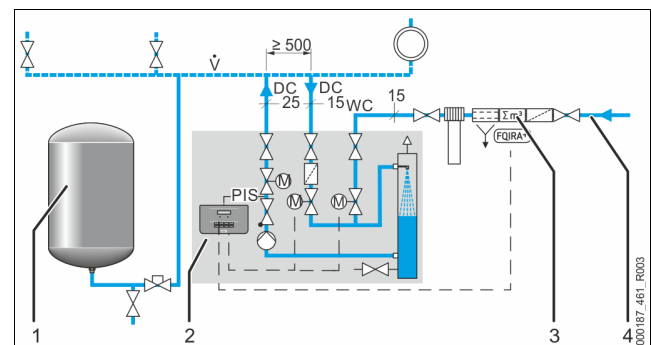 ≥ 500
V̇
DC
25
DC
15
WC
15
Σ m³
FQIRA
M
PIS
M
M
1
2
3
4
000187_461_R003